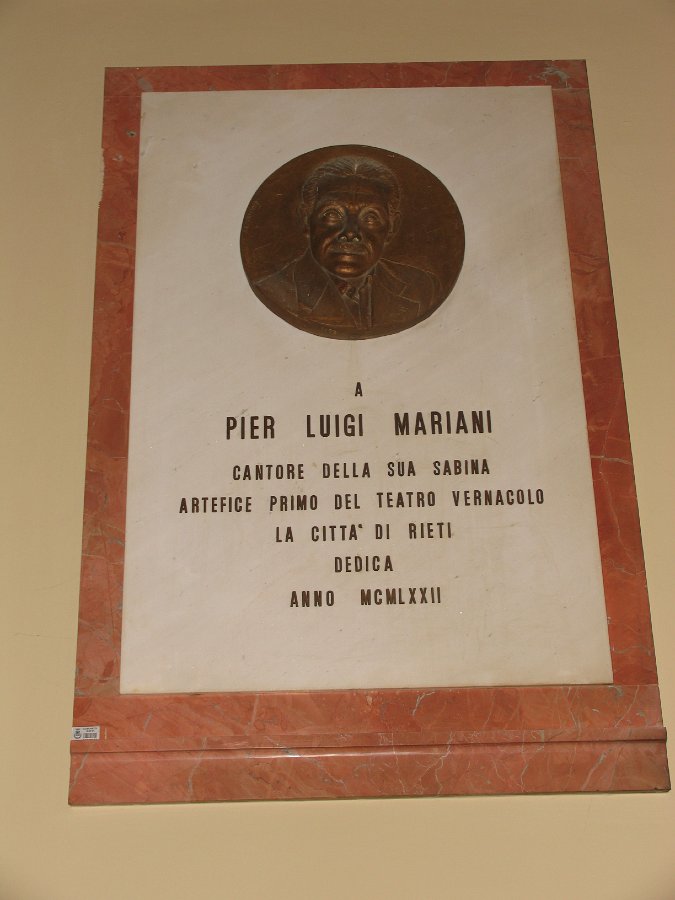 A
PIER LUIGI MARIANI
CANTORE DELLA SUA SABINA
ARTEFICE PRIMO DEL TEATRO VERNACOLO
LA CITTA' DI RIETI
DEDICA
ANNO MCMLXXII